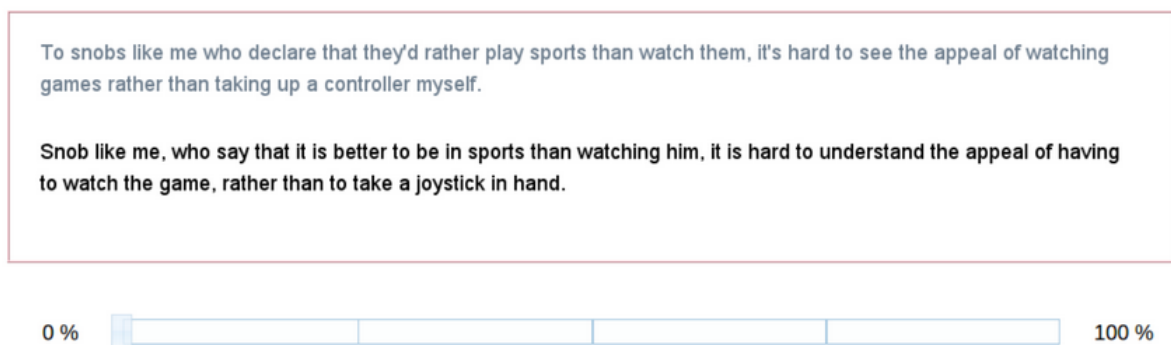 To snobs like me who declare that they'd rather play sports than watch them, it's hard to see the appeal of watching
games rather than taking up a controller myself.
Snob like me, who say that it is better to be in sports than watching him, it is hard to understand the appeal of having
to watch the game, rather than to take a joystick in hand.
0 % 100 %